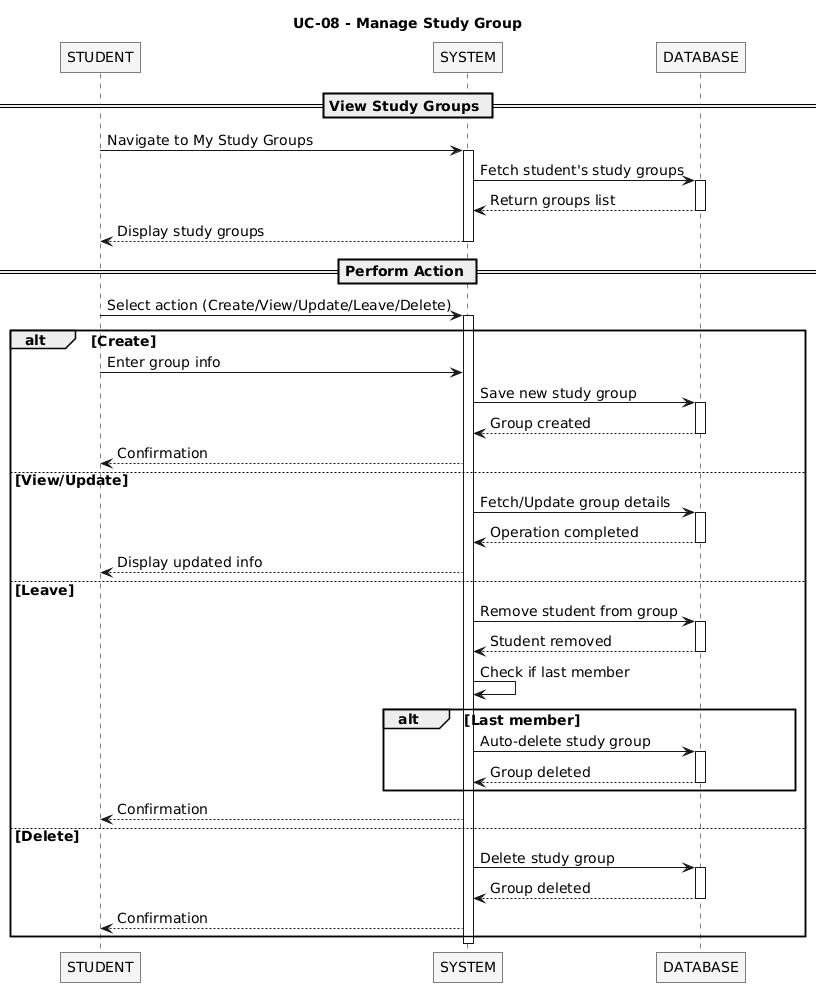 UC-08 - Manage Study Group
STUDENT SYSTEM DATABASE
View Study Groups
Navigate to My Study Groups
Fetch student's study groups
Return groups list
Display study groups
Perform Action
Select action (Create/View/Update/Leave/Delete)
alt [Create]
Enter group info
Save new study group
Group created
Confirmation
[View/Update]
Fetch/Update group details
Operation completed
Display updated info
[Leave]
Remove student from group
Student removed
Check if last member
alt [Last member]
Auto-delete study group
Group deleted
Confirmation
[Delete]
Delete study group
Group deleted
Confirmation
STUDENT SYSTEM DATABASE